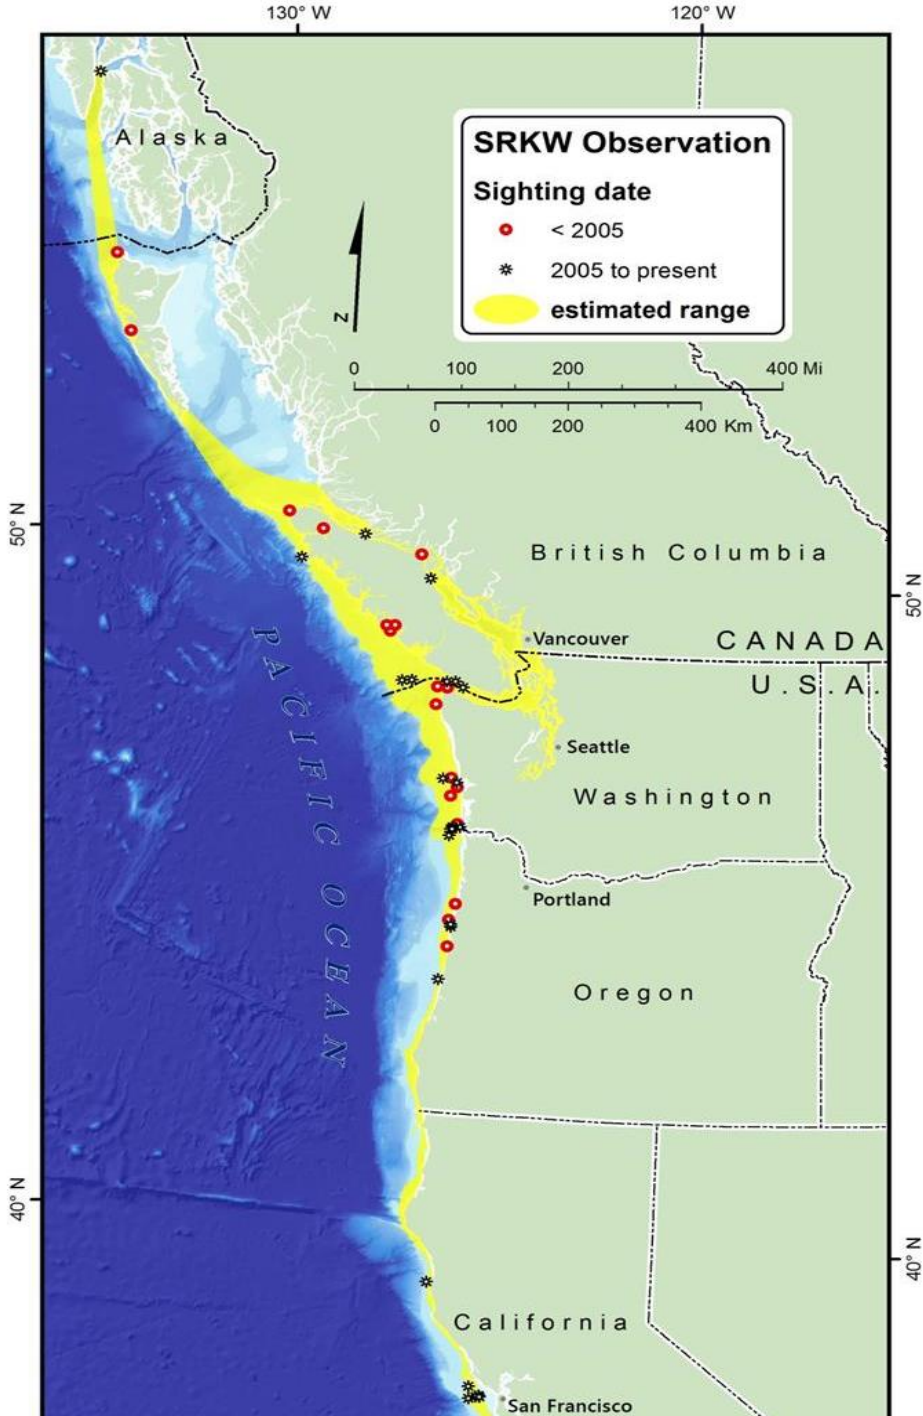 130° W
120° W
Alaska
SRKW Observation
Sighting date
< 2005
2005 to present
estimated range
N
0 100 200 400 Mi
0 100 200 400 Km
50° N
British Columbia
50° N
Vancouver
CANADA
U.S.A.
PACIFIC OCEAN
Seattle
Washington
Portland
Oregon
40° N
40° N
California
San Francisco